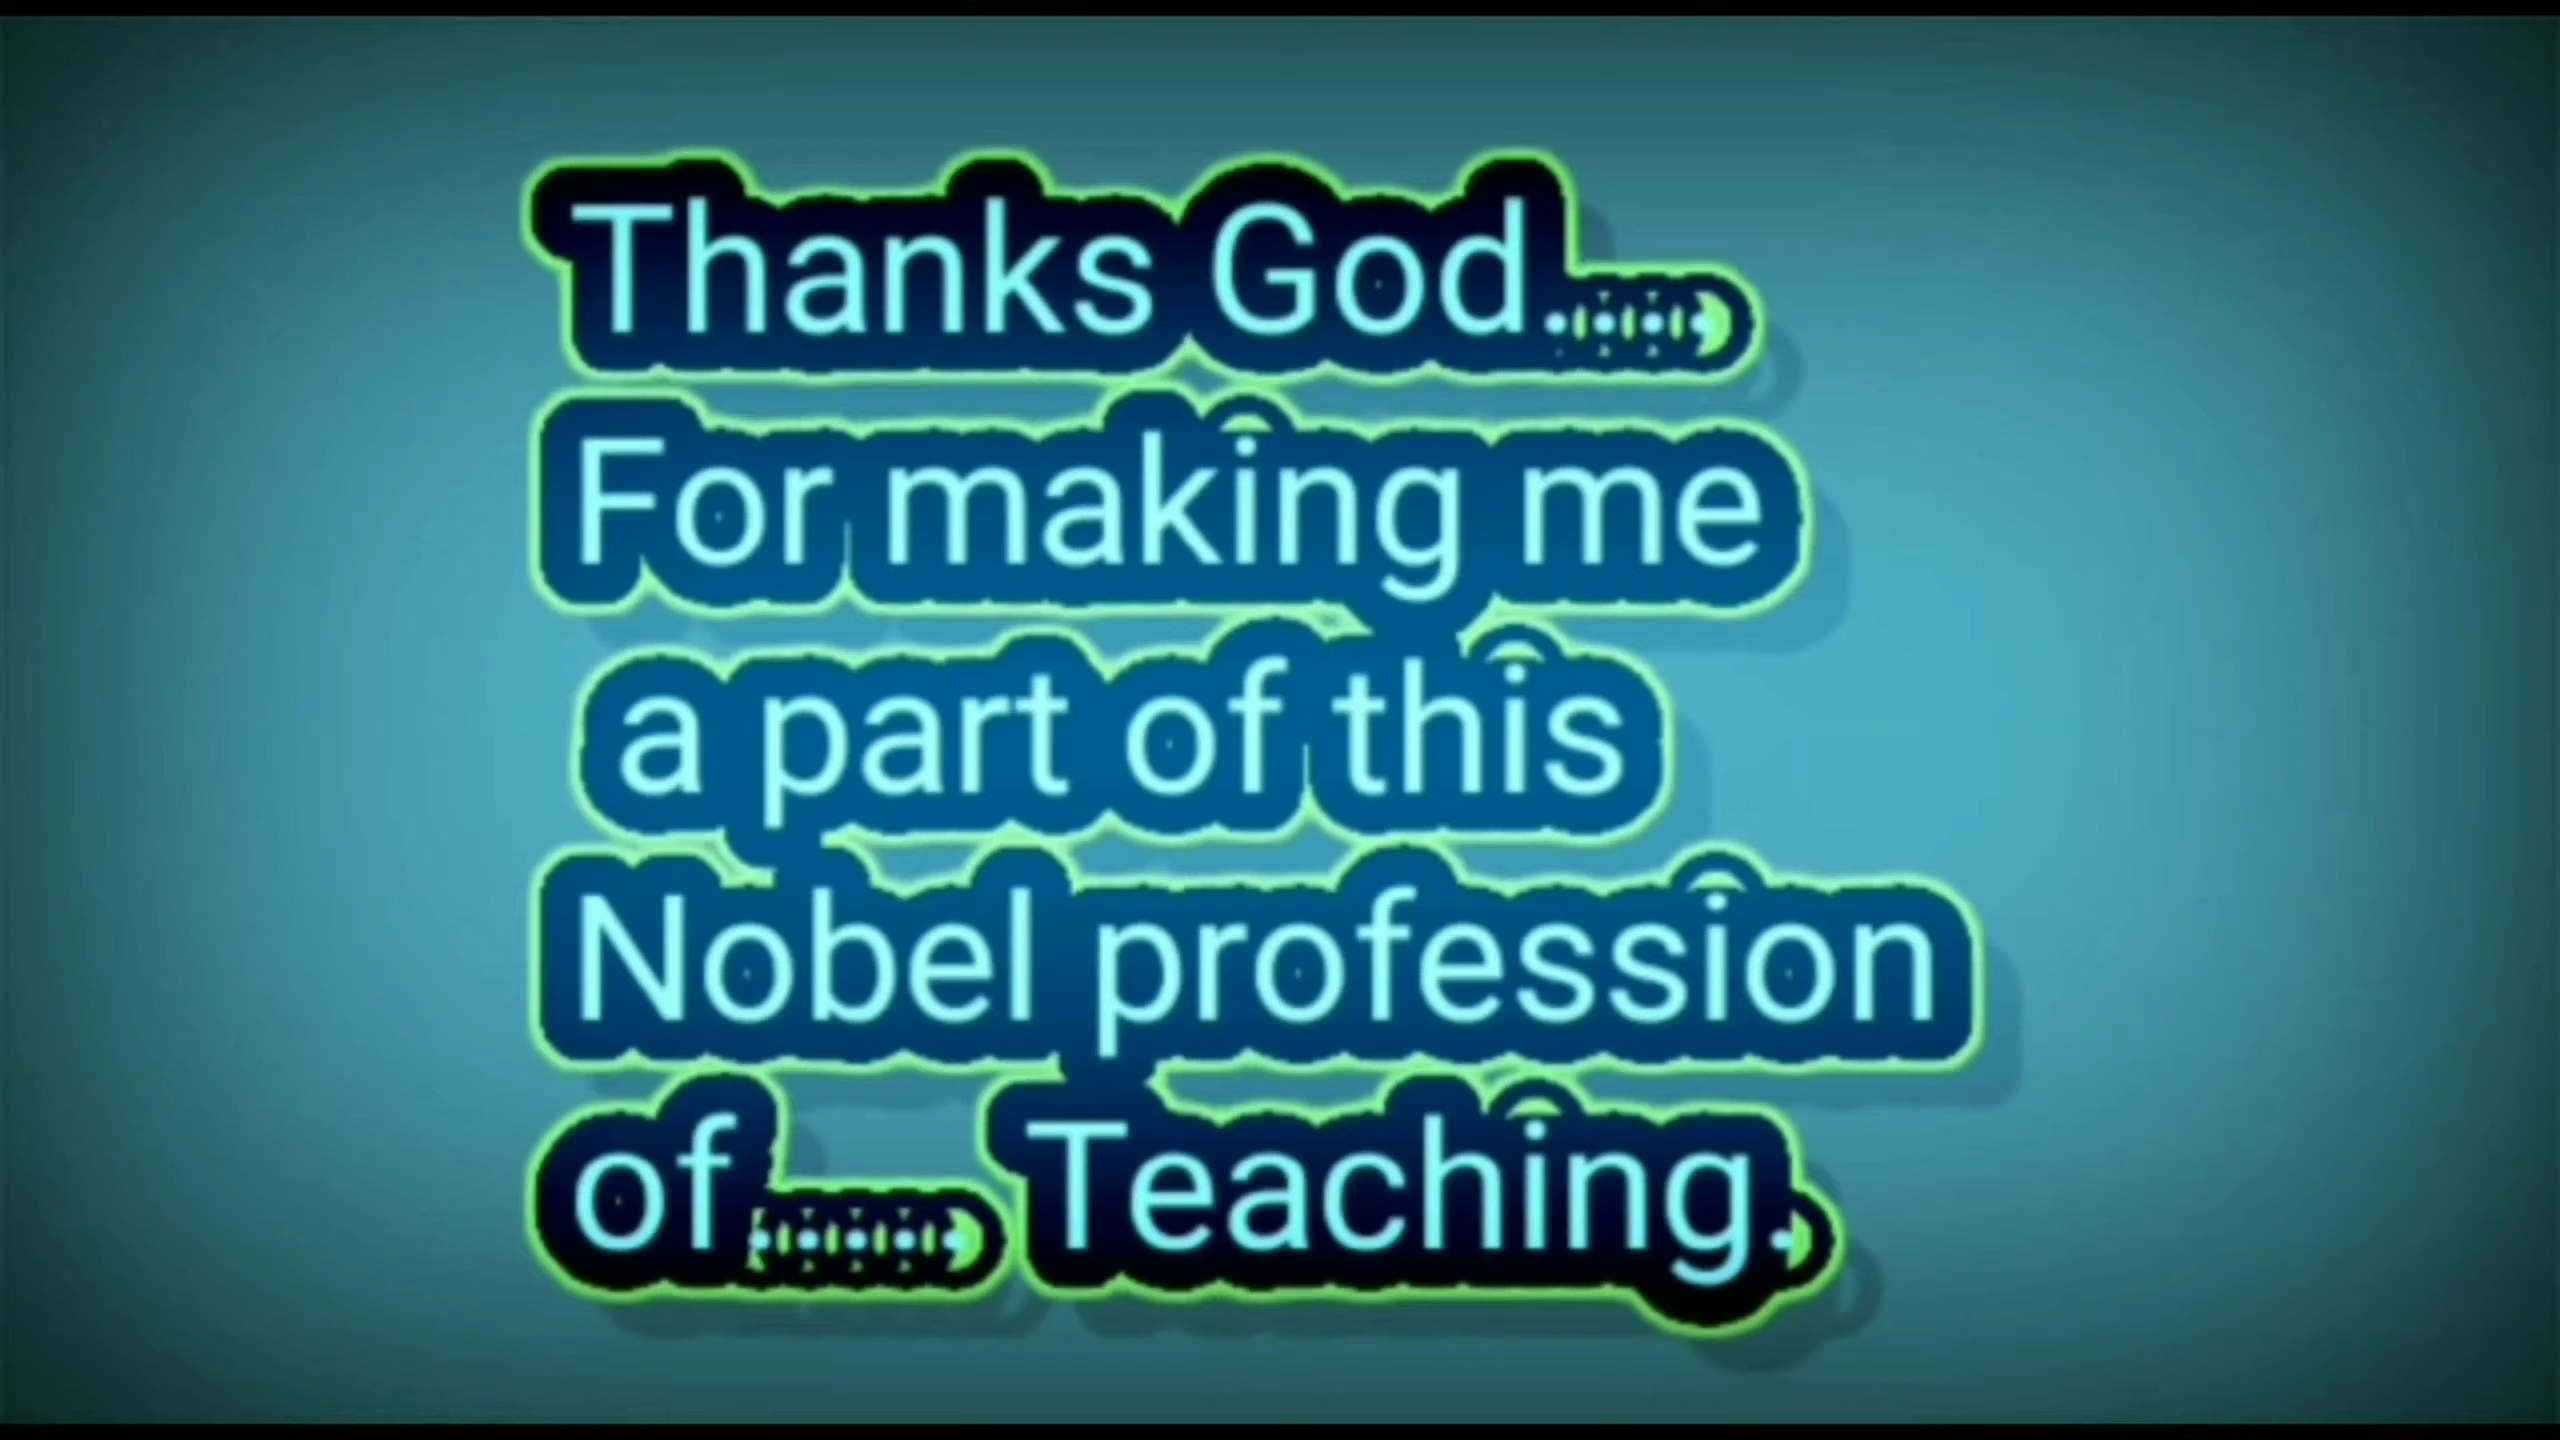 Thanks God....
For making me
a part of this
Nobel profession
of..... Teaching.